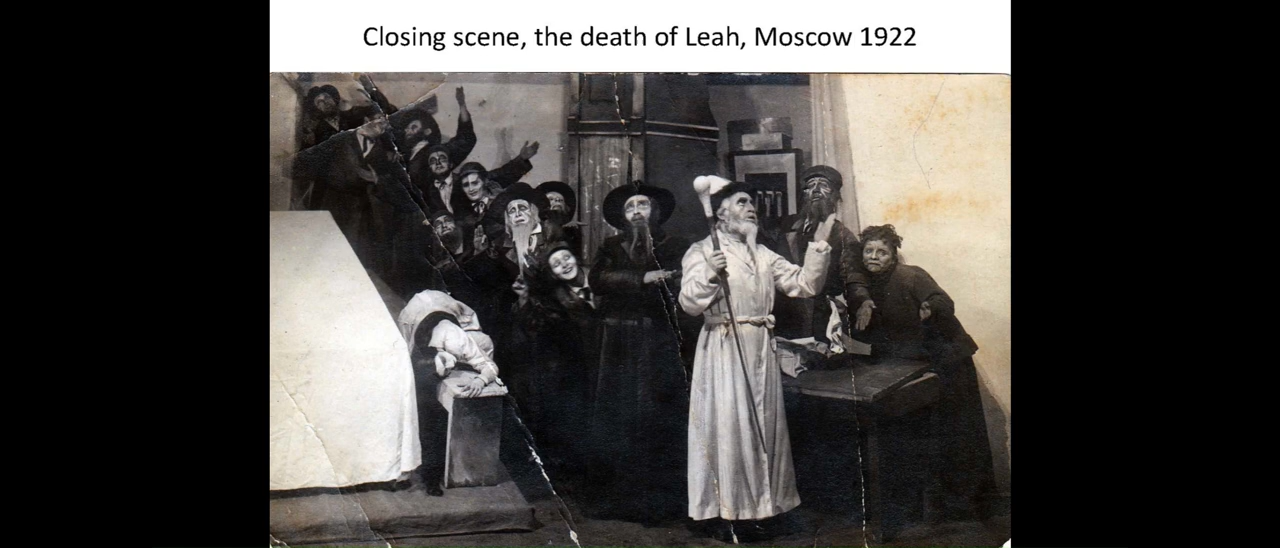 Closing scene, the death of Leah, Moscow 1922